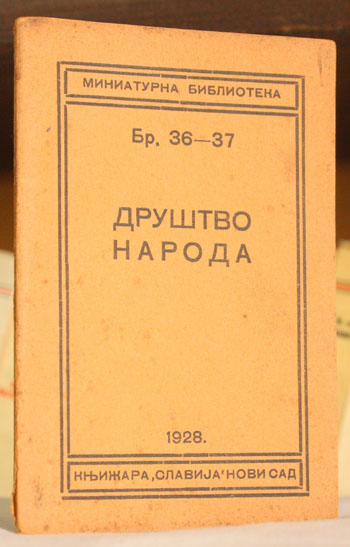 МИНИАТУРНА БИБЛИОТЕКА
Бр. 36—37
ДРУШТВО
НАРОДА
1928.
КЊИЖАРА „СЛАВИЈА" НОВИ САД